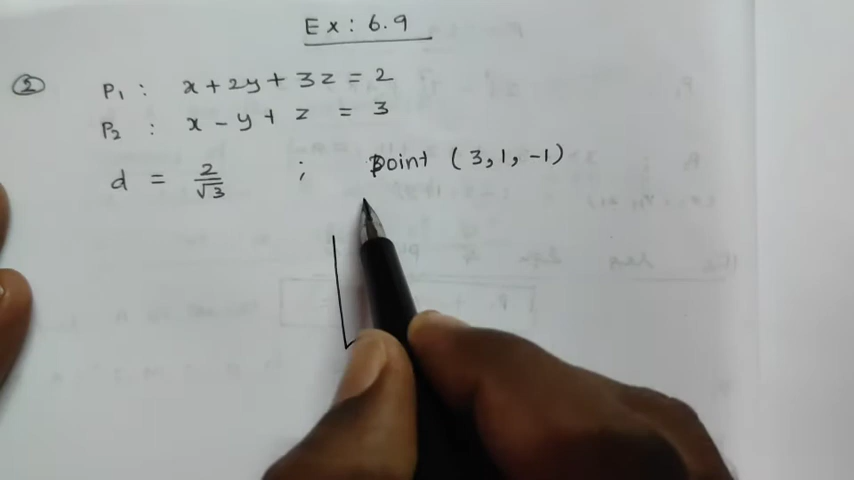 Ex: 6.9
② P₁ : x + 2y + 3z = 2
P₂ : x - y + z = 3
d = 2/√3 ; point (3, 1, -1)